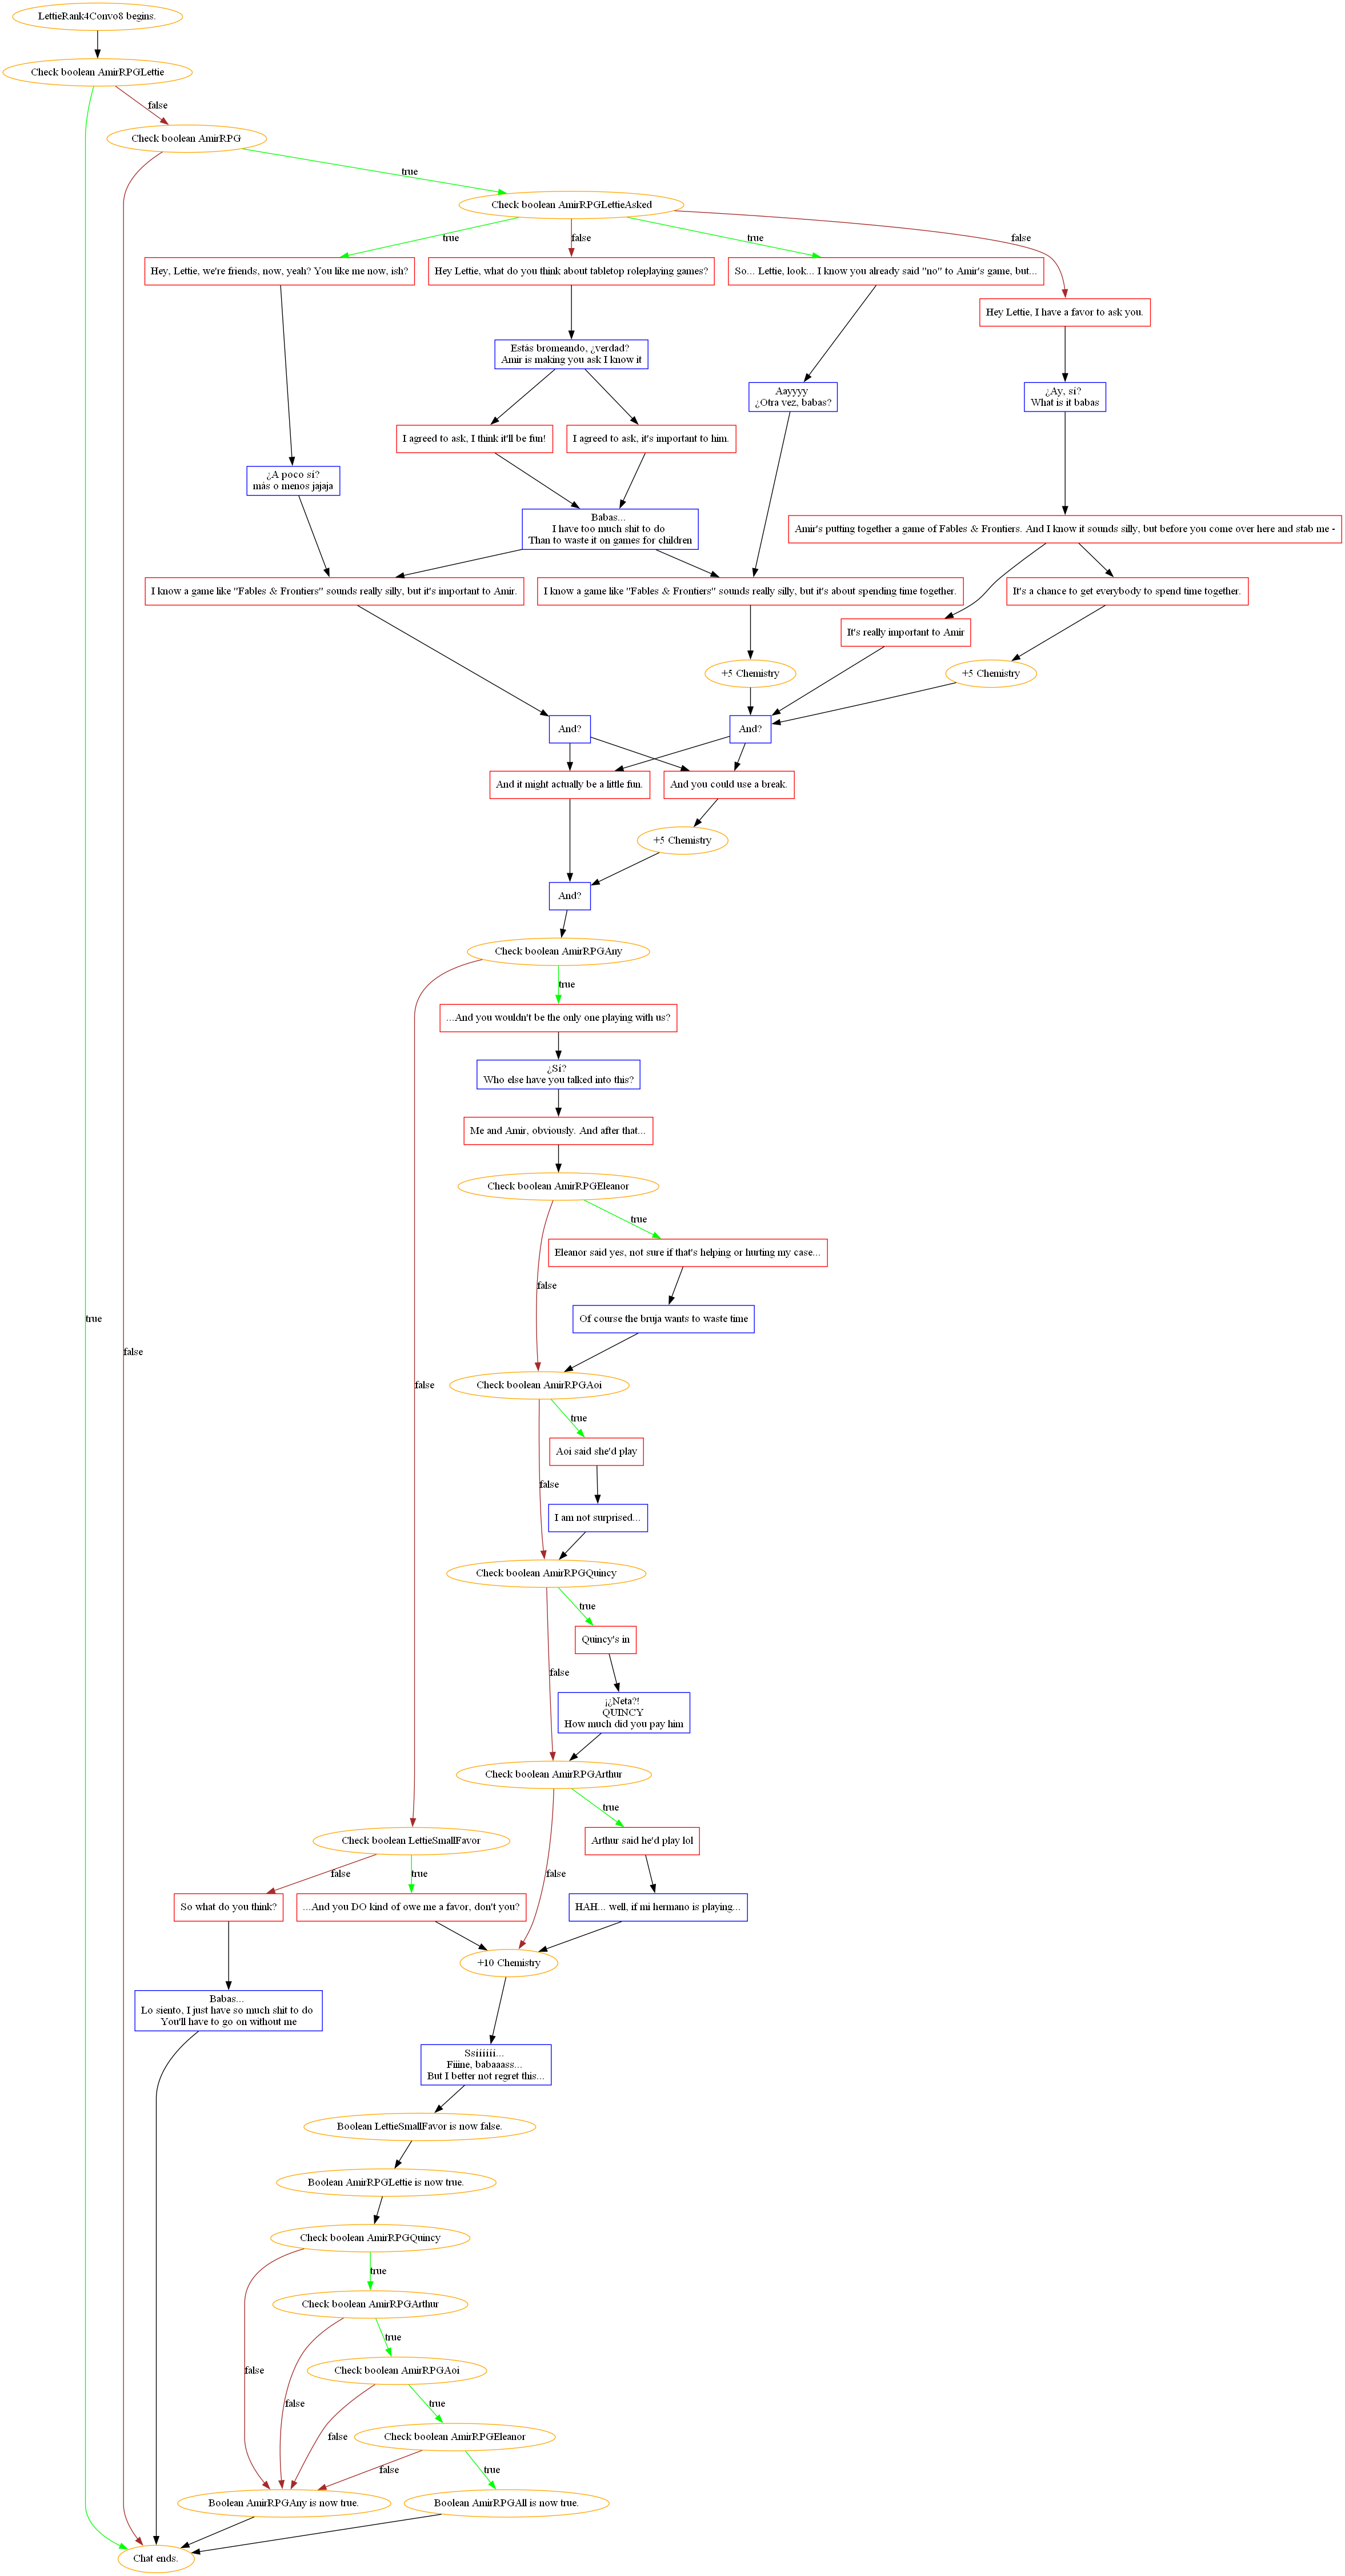 LettieRank4Convo8 begins.
Check boolean AmirRPGLettie
false
Check boolean AmirRPG
true
Check boolean AmirRPGLettieAsked
true
false
true
false
Hey, Lettie, we're friends, now, yeah? You like me now, ish?
Hey Lettie, what do you think about tabletop roleplaying games?
So... Lettie, look... I know you already said "no" to Amir's game, but...
Hey Lettie, I have a favor to ask you.
Estás bromeando, ¿verdad?
Amir is making you ask I know it
Aayyyy
¿Otra vez, babas?
¿Ay, sí?
What is it babas
I agreed to ask, I think it'll be fun!
I agreed to ask, it's important to him.
¿A poco sí?
más o menos jajaja
Babas...
I have too much shit to do
Than to waste it on games for children
Amir's putting together a game of Fables & Frontiers. And I know it sounds silly, but before you come over here and stab me -
I know a game like "Fables & Frontiers" sounds really silly, but it's important to Amir.
I know a game like "Fables & Frontiers" sounds really silly, but it's about spending time together.
It's a chance to get everybody to spend time together.
It's really important to Amir
+5 Chemistry
+5 Chemistry
And?
And?
And it might actually be a little fun.
And you could use a break.
+5 Chemistry
And?
Check boolean AmirRPGAny
true
...And you wouldn't be the only one playing with us?
¿Sí?
Who else have you talked into this?
Me and Amir, obviously. And after that...
Check boolean AmirRPGEleanor
true
Eleanor said yes, not sure if that's helping or hurting my case...
false
Of course the bruja wants to waste time
true
false
false
Check boolean AmirRPGAoi
true
Aoi said she'd play
false
I am not surprised...
Check boolean AmirRPGQuincy
true
Quincy's in
false
¡¿Neta?!
QUINCY
How much did you pay him
Check boolean AmirRPGArthur
true
Check boolean LettieSmallFavor
Arthur said he'd play lol
false
true
false
So what do you think?
...And you DO kind of owe me a favor, don't you?
HAH... well, if mi hermano is playing...
+10 Chemistry
Babas...
Lo siento, I just have so much shit to do
You'll have to go on without me
Ssiiiiii...
Fiiine, babaaass...
But I better not regret this...
Boolean LettieSmallFavor is now false.
Boolean AmirRPGLettie is now true.
Check boolean AmirRPGQuincy
true
Check boolean AmirRPGArthur
true
false
Check boolean AmirRPGAoi
false
true
false
Check boolean AmirRPGEleanor
false
true
Boolean AmirRPGAny is now true.
Boolean AmirRPGAll is now true.
Chat ends.